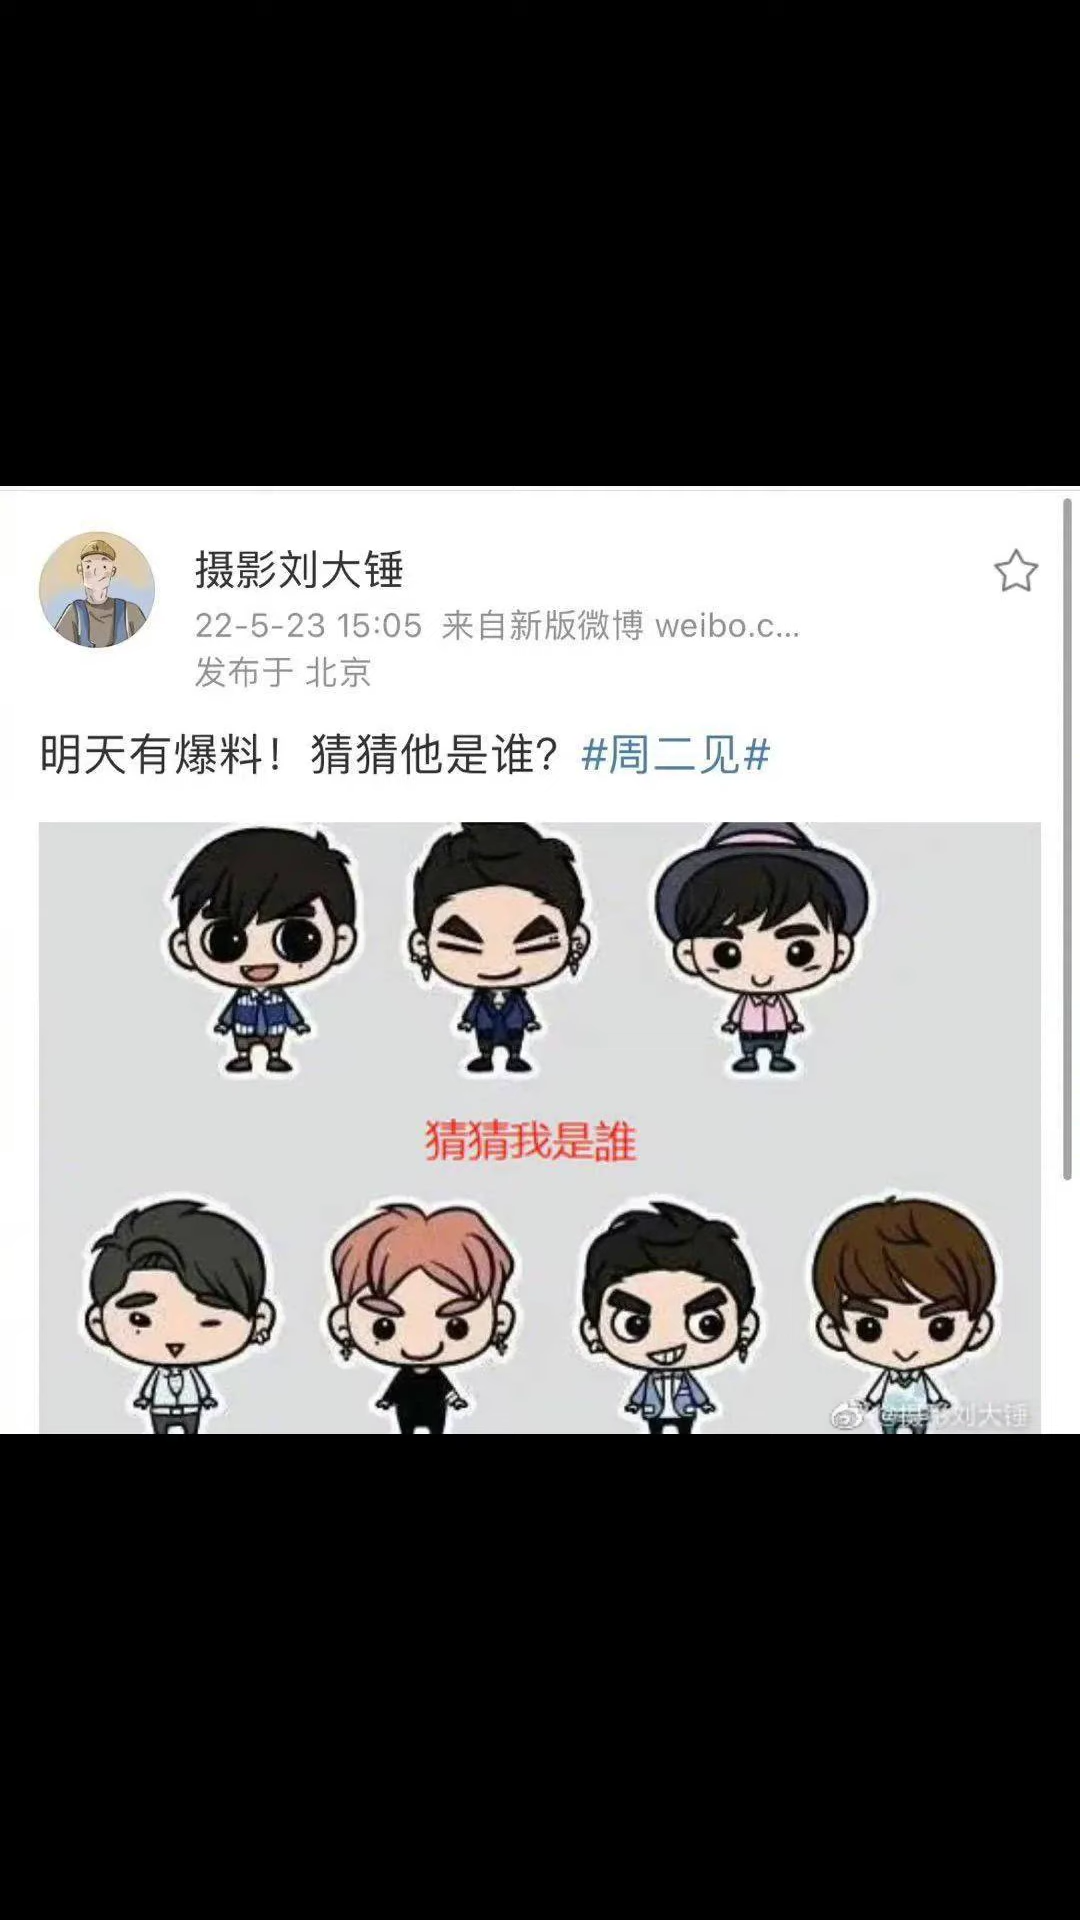 摄影刘大锤
22-5-23 15:05 来自新版微博 weibo.c...
发布于 北京
明天有爆料！猜猜他是谁？#周二见#
猜猜我是誰
@摄影刘大锤